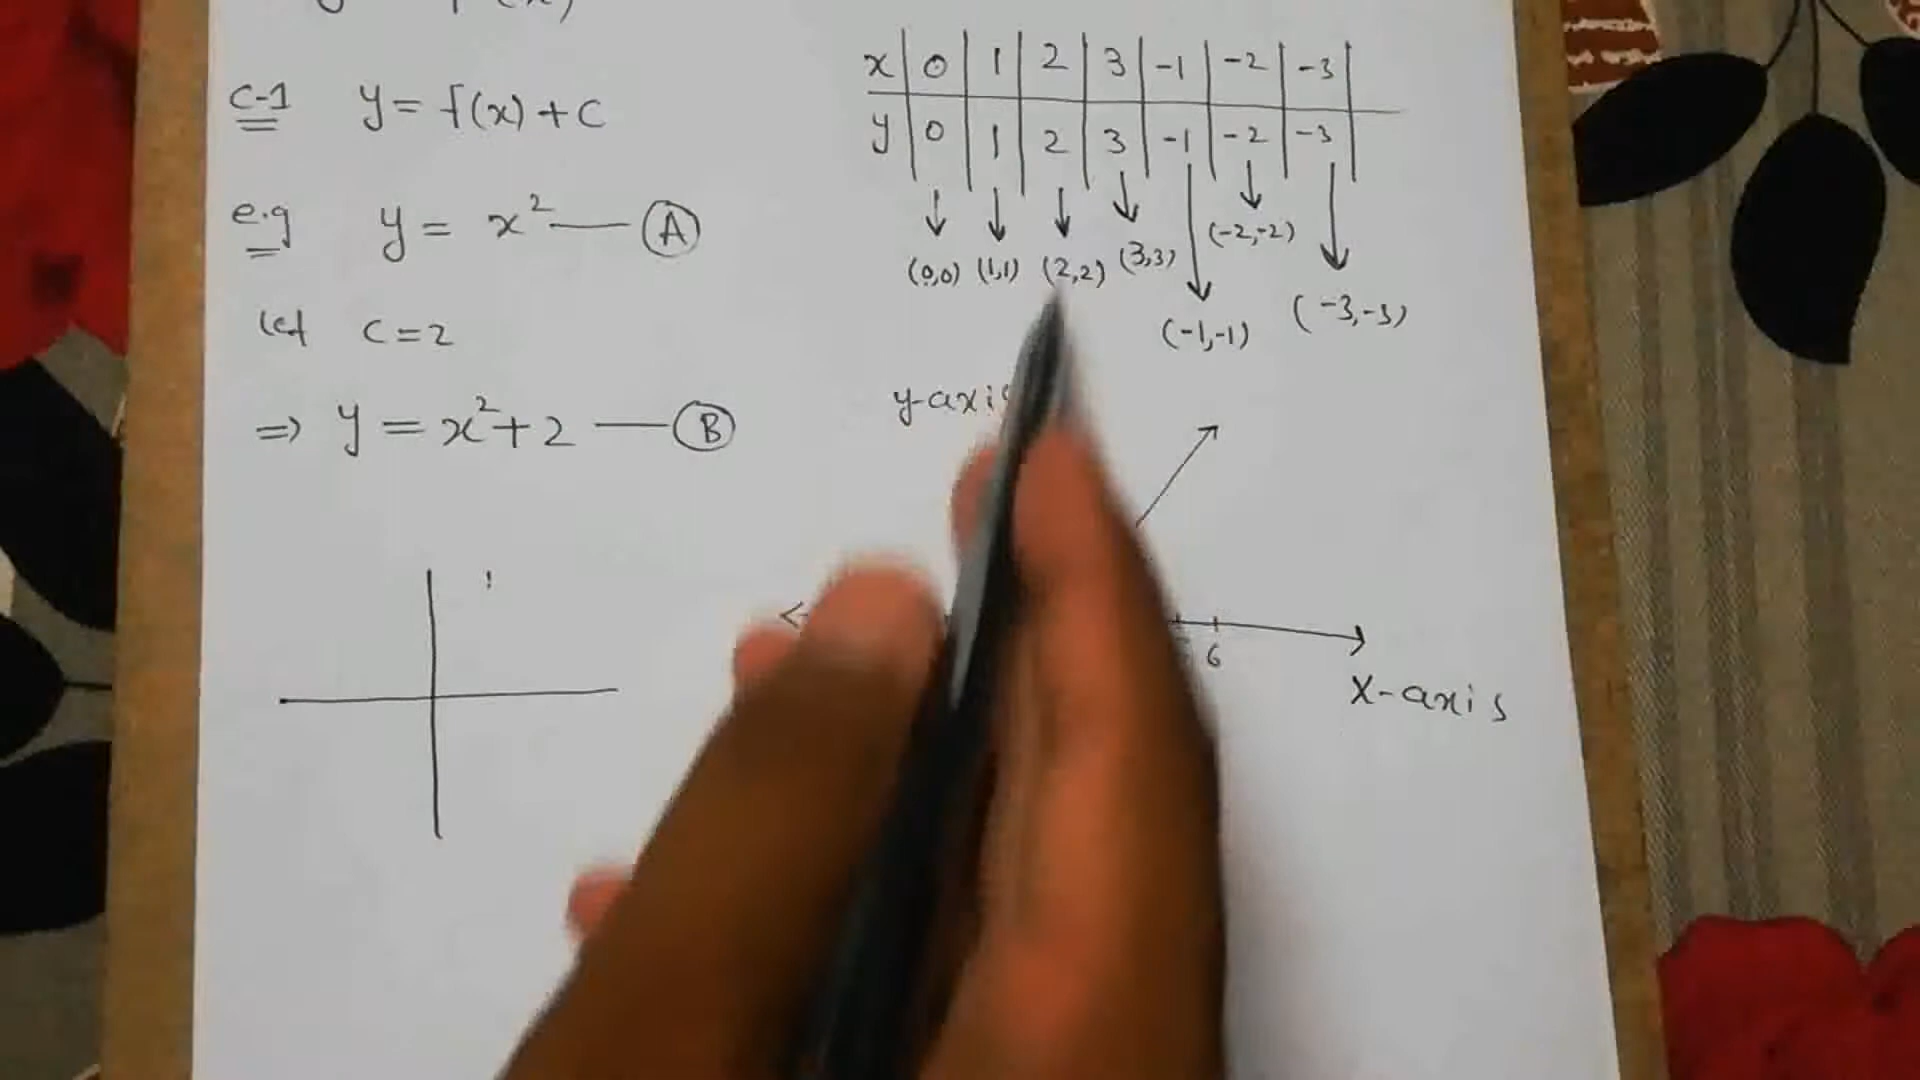 C-1 y = f(x) + C
e.g y = x² — Ⓐ
let C = 2
⇒ y = x² + 2 — Ⓑ
x | 0 | 1 | 2 | 3 | -1 | -2 | -3 |
y | 0 | 1 | 2 | 3 | -1 | -2 | -3 |
↓ ↓ ↓ ↓ ↓ ↓ ↓
(0,0) (1,1) (2,2) (3,3) (-1,-1) (-2,-2) (-3,-3)
y-axis
6
X-axis